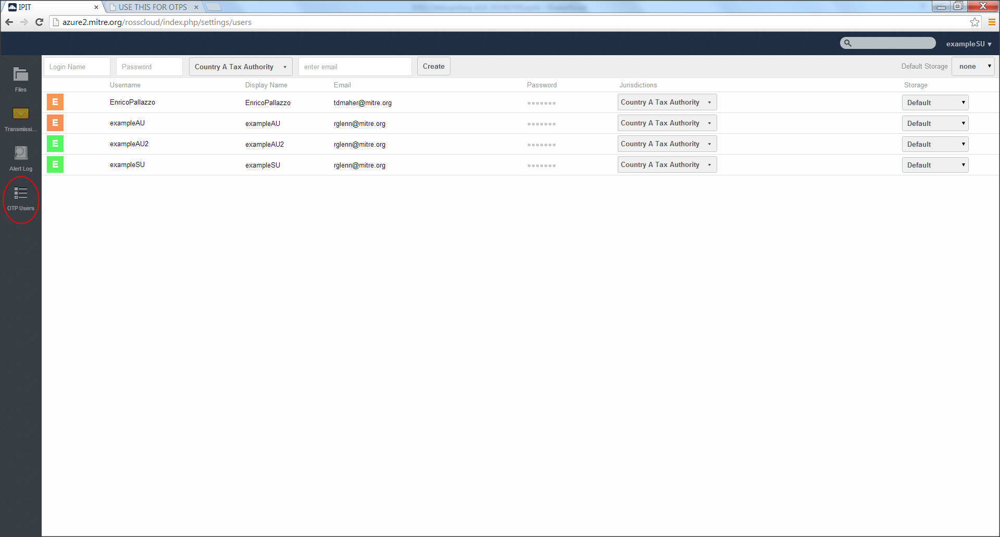 IPIT
USE THIS FOR OTPS
azure2.mitre.org/rosscloud/index.php/settings/users
exampleSU
Login Name Password Country A Tax Authority enter email Create Default Storage none
Username Display Name Email Password Jurisdictions Storage
E EnricoPallazzo EnricoPallazzo tdmaher@mitre.org Country A Tax Authority Default
E exampleAU exampleAU rglenn@mitre.org Country A Tax Authority Default
E exampleAU2 exampleAU2 rglenn@mitre.org Country A Tax Authority Default
E exampleSU exampleSU rglenn@mitre.org Country A Tax Authority Default
Files
Transmissi...
Alert Log
OTP Users